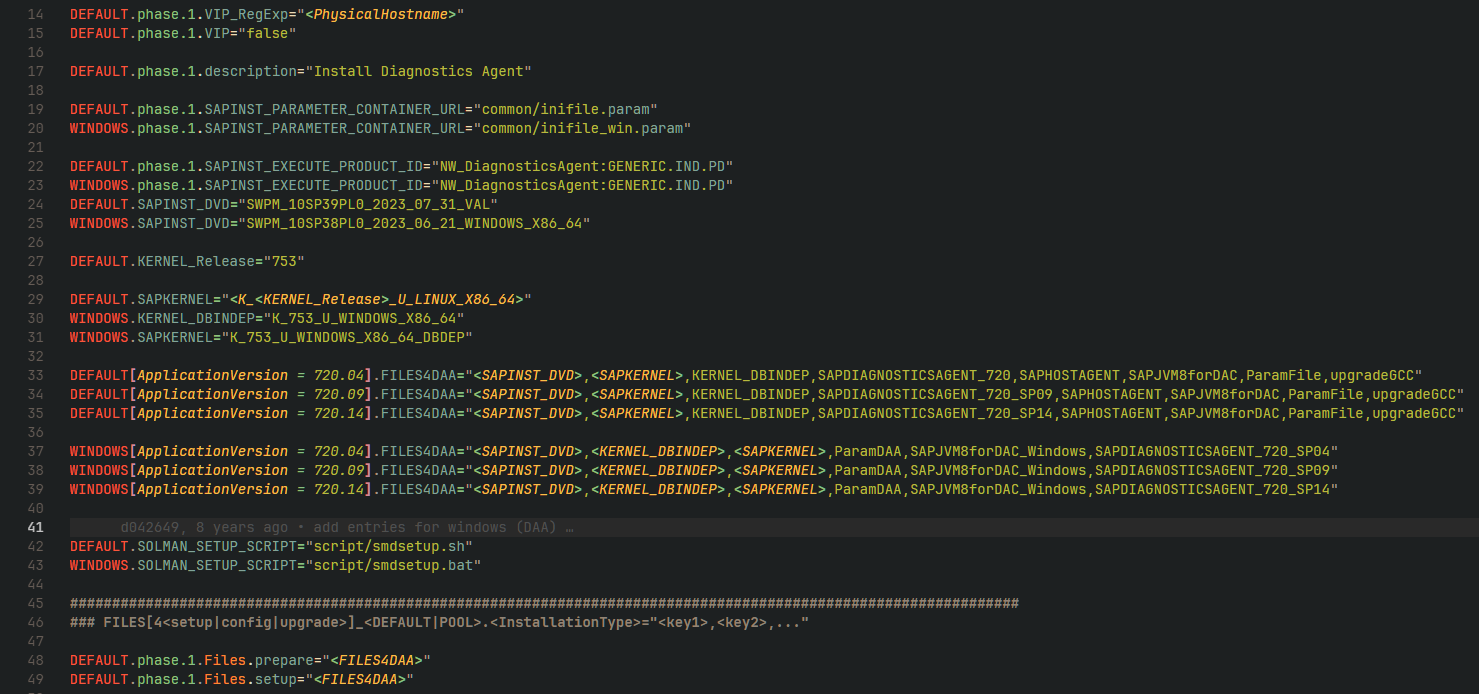 14 DEFAULT.phase.1.VIP_RegExp="<PhysicalHostname>"
15 DEFAULT.phase.1.VIP="false"
16
17 DEFAULT.phase.1.description="Install Diagnostics Agent"
18
19 DEFAULT.phase.1.SAPINST_PARAMETER_CONTAINER_URL="common/inifile.param"
20 WINDOWS.phase.1.SAPINST_PARAMETER_CONTAINER_URL="common/inifile_win.param"
21
22 DEFAULT.phase.1.SAPINST_EXECUTE_PRODUCT_ID="NW_DiagnosticsAgent:GENERIC.IND.PD"
23 WINDOWS.phase.1.SAPINST_EXECUTE_PRODUCT_ID="NW_DiagnosticsAgent:GENERIC.IND.PD"
24 DEFAULT.SAPINST_DVD="SWPM_10SP39PL0_2023_07_31_VAL"
25 WINDOWS.SAPINST_DVD="SWPM_10SP38PL0_2023_06_21_WINDOWS_X86_64"
26
27 DEFAULT.KERNEL_Release="753"
28
29 DEFAULT.SAPKERNEL="<K_<KERNEL_Release>_U_LINUX_X86_64>"
30 WINDOWS.KERNEL_DBINDEP="K_753_U_WINDOWS_X86_64"
31 WINDOWS.SAPKERNEL="K_753_U_WINDOWS_X86_64_DBDEP"
32
33 DEFAULT[ApplicationVersion = 720.04].FILES4DAA="<SAPINST_DVD>,<SAPKERNEL>,KERNEL_DBINDEP,SAPDIAGNOSTICSAGENT_720,SAPHOSTAGENT,SAPJVM8forDAC,ParamFile,upgradeGCC"
34 DEFAULT[ApplicationVersion = 720.09].FILES4DAA="<SAPINST_DVD>,<SAPKERNEL>,KERNEL_DBINDEP,SAPDIAGNOSTICSAGENT_720_SP09,SAPHOSTAGENT,SAPJVM8forDAC,ParamFile,upgradeGCC"
35 DEFAULT[ApplicationVersion = 720.14].FILES4DAA="<SAPINST_DVD>,<SAPKERNEL>,KERNEL_DBINDEP,SAPDIAGNOSTICSAGENT_720_SP14,SAPHOSTAGENT,SAPJVM8forDAC,ParamFile,upgradeGCC"
36
37 WINDOWS[ApplicationVersion = 720.04].FILES4DAA="<SAPINST_DVD>,<KERNEL_DBINDEP>,<SAPKERNEL>,ParamDAA,SAPJVM8forDAC_Windows,SAPDIAGNOSTICSAGENT_720_SP04"
38 WINDOWS[ApplicationVersion = 720.09].FILES4DAA="<SAPINST_DVD>,<KERNEL_DBINDEP>,<SAPKERNEL>,ParamDAA,SAPJVM8forDAC_Windows,SAPDIAGNOSTICSAGENT_720_SP09"
39 WINDOWS[ApplicationVersion = 720.14].FILES4DAA="<SAPINST_DVD>,<KERNEL_DBINDEP>,<SAPKERNEL>,ParamDAA,SAPJVM8forDAC_Windows,SAPDIAGNOSTICSAGENT_720_SP14"
40
41 d042649, 8 years ago • add entries for windows (DAA) …
42 DEFAULT.SOLMAN_SETUP_SCRIPT="script/smdsetup.sh"
43 WINDOWS.SOLMAN_SETUP_SCRIPT="script/smdsetup.bat"
44
45 #################################################################################################################
46 ### FILES[4<setup|config|upgrade>]_<DEFAULT|POOL>.<InstallationType>="<key1>,<key2>,..."
47
48 DEFAULT.phase.1.Files.prepare="<FILES4DAA>"
49 DEFAULT.phase.1.Files.setup="<FILES4DAA>"